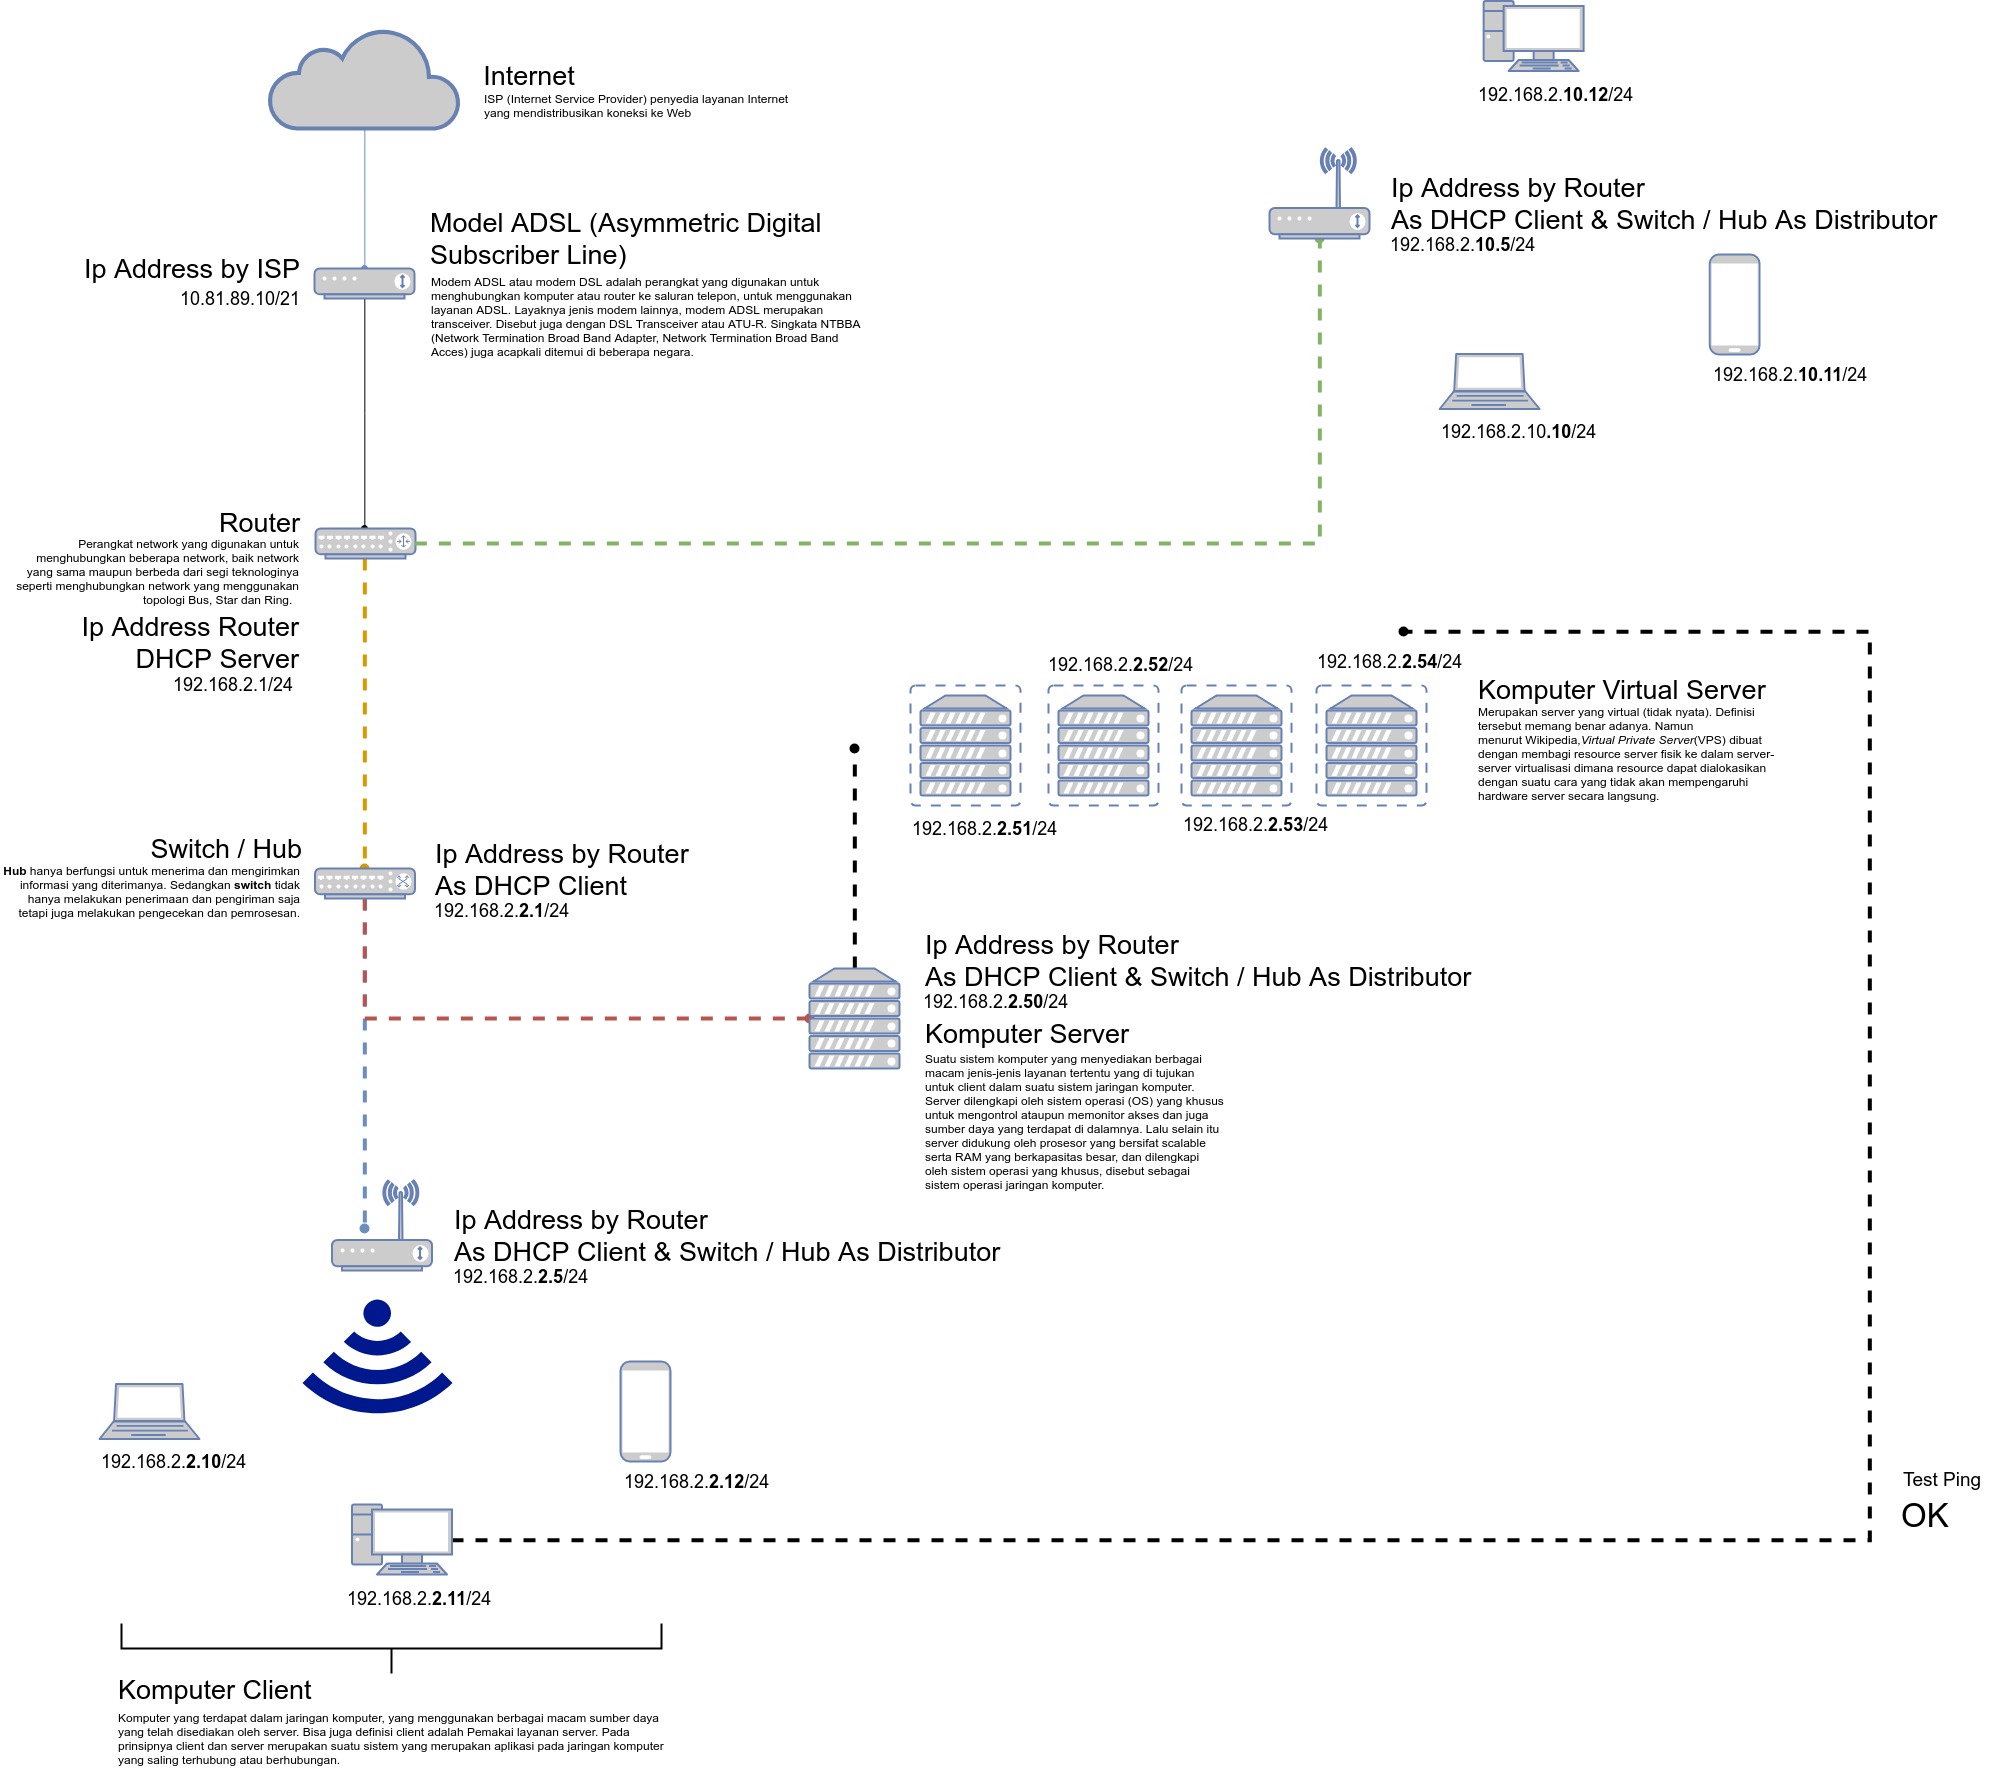 Internet
ISP (Internet Service Provider) penyedia layanan Internet
yang mendistribusikan koneksi ke Web
192.168.2.10.12/24
Ip Address by Router
As DHCP Client & Switch / Hub As Distributor
192.168.2.10.5/24
192.168.2.10.11/24
192.168.2.10.10/24
Ip Address by ISP
10.81.89.10/21
Model ADSL (Asymmetric Digital
Subscriber Line)
Modem ADSL atau modem DSL adalah perangkat yang digunakan untuk
menghubungkan komputer atau router ke saluran telepon, untuk menggunakan
layanan ADSL. Layaknya jenis modem lainnya, modem ADSL merupakan
transceiver. Disebut juga dengan DSL Transceiver atau ATU-R. Singkata NTBBA
(Network Termination Broad Band Adapter, Network Termination Broad Band
Acces) juga acapkali ditemui di beberapa negara.
Router
Perangkat network yang digunakan untuk
menghubungkan beberapa network, baik network
yang sama maupun berbeda dari segi teknologinya
seperti menghubungkan network yang menggunakan
topologi Bus, Star dan Ring.
Ip Address Router
DHCP Server
192.168.2.1/24
192.168.2.2.52/24
192.168.2.2.54/24
192.168.2.2.51/24
192.168.2.2.53/24
Komputer Virtual Server
Merupakan server yang virtual (tidak nyata). Definisi
tersebut memang benar adanya. Namun
menurut Wikipedia,Virtual Private Server(VPS) dibuat
dengan membagi resource server fisik ke dalam server-
server virtualisasi dimana resource dapat dialokasikan
dengan suatu cara yang tidak akan mempengaruhi
hardware server secara langsung.
Switch / Hub
Hub hanya berfungsi untuk menerima dan mengirimkan
informasi yang diterimanya. Sedangkan switch tidak
hanya melakukan penerimaan dan pengiriman saja
tetapi juga melakukan pengecekan dan pemrosesan.
Ip Address by Router
As DHCP Client
192.168.2.2.1/24
Ip Address by Router
As DHCP Client & Switch / Hub As Distributor
192.168.2.2.50/24
Komputer Server
Suatu sistem komputer yang menyediakan berbagai
macam jenis-jenis layanan tertentu yang di tujukan
untuk client dalam suatu sistem jaringan komputer.
Server dilengkapi oleh sistem operasi (OS) yang khusus
untuk mengontrol ataupun memonitor akses dan juga
sumber daya yang terdapat di dalamnya. Lalu selain itu
server didukung oleh prosesor yang bersifat scalable
serta RAM yang berkapasitas besar, dan dilengkapi
oleh sistem operasi yang khusus, disebut sebagai
sistem operasi jaringan komputer.
Ip Address by Router
As DHCP Client & Switch / Hub As Distributor
192.168.2.2.5/24
192.168.2.2.10/24
192.168.2.2.12/24
192.168.2.2.11/24
Test Ping
OK
Komputer Client
Komputer yang terdapat dalam jaringan komputer, yang menggunakan berbagai macam sumber daya
yang telah disediakan oleh server. Bisa juga definisi client adalah Pemakai layanan server. Pada
prinsipnya client dan server merupakan suatu sistem yang merupakan aplikasi pada jaringan komputer
yang saling terhubung atau berhubungan.